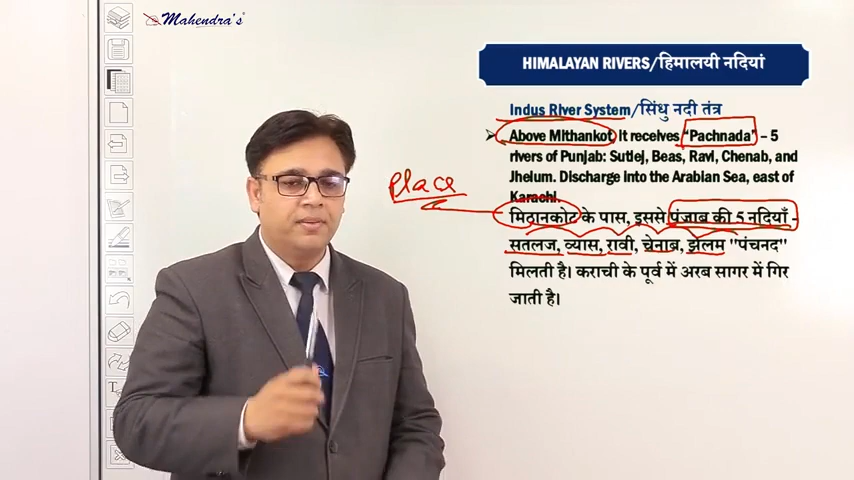 Mahendra's
HIMALAYAN RIVERS/हिमालयी नदियां
Indus River System/सिंधु नदी तंत्र
Above Mithankot, It receives "Pachnada" – 5
rivers of Punjab: Sutlej, Beas, Ravi, Chenab, and
Jhelum. Discharge into the Arabian Sea, east of
Karachi.
Place
मिठानकोट के पास, इससे पंजाब की 5 नदियाँ -
सतलज, व्यास, रावी, चेनाब, झेलम "पंचनद"
मिलती है। कराची के पूर्व में अरब सागर में गिर
जाती है।